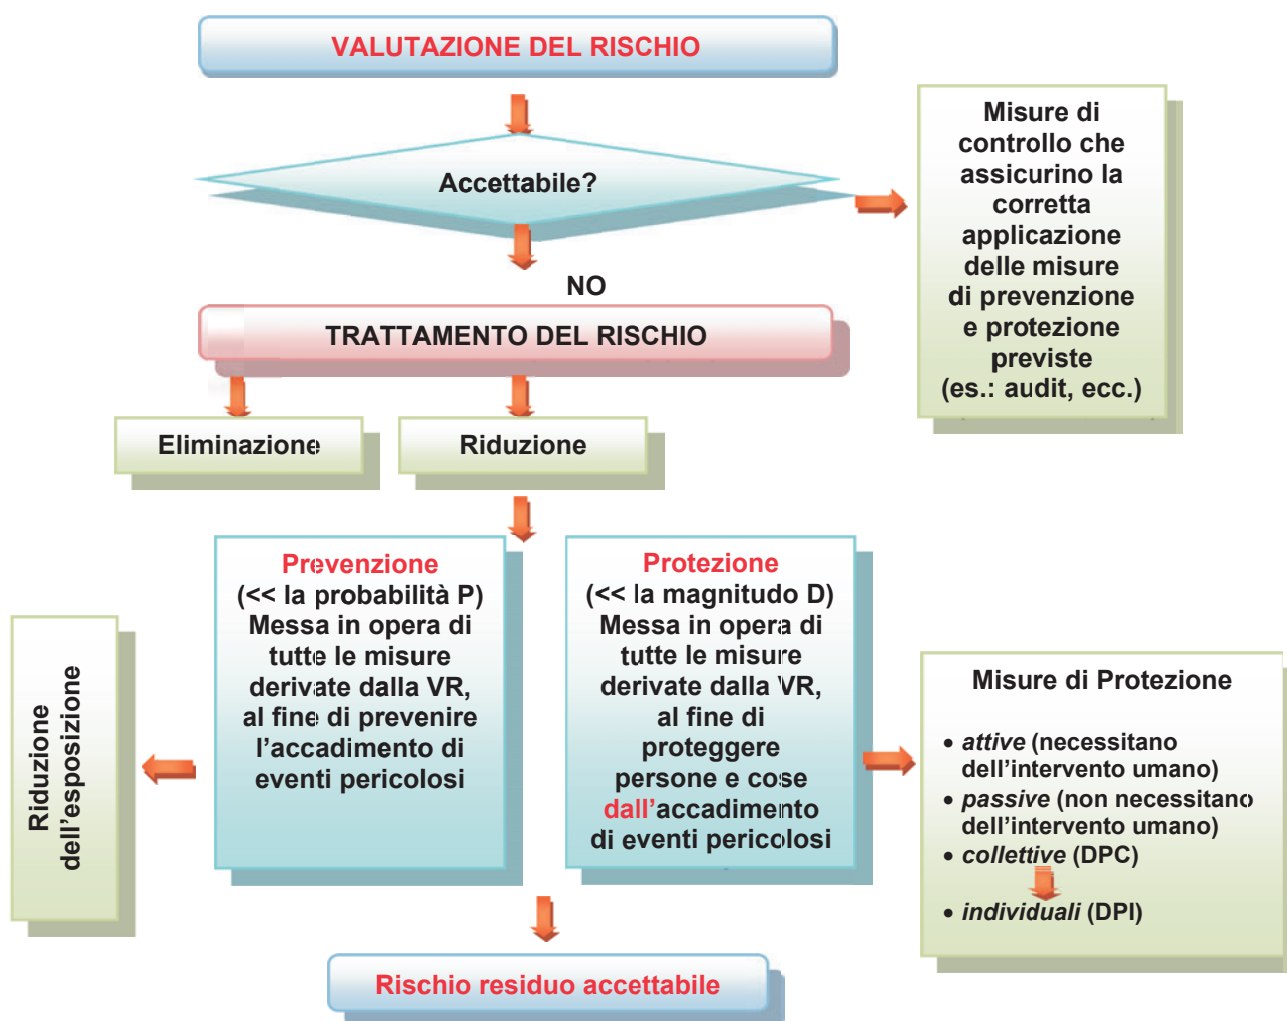 VALUTAZIONE DEL RISCHIO
Accettabile?
Misure di
controllo che
assicurino la
corretta
applicazione
delle misure
di prevenzione
e protezione
previste
(es.: audit, ecc.)
NO
TRATTAMENTO DEL RISCHIO
Eliminazione
Riduzione
Prevenzione
(<< la probabilità P)
Messa in opera di
tutte le misure
derivate dalla VR,
al fine di prevenire
l’accadimento di
eventi pericolosi
Protezione
(<< la magnitudo D)
Messa in opera di
tutte le misure
derivate dalla VR,
al fine di
proteggere
persone e cose
dall’accadimento
di eventi pericolosi
Riduzione
dell’esposizione
Misure di Protezione
• attive (necessitano
dell’intervento umano)
• passive (non necessitano
dell’intervento umano)
• collettive (DPC)
• individuali (DPI)
Rischio residuo accettabile